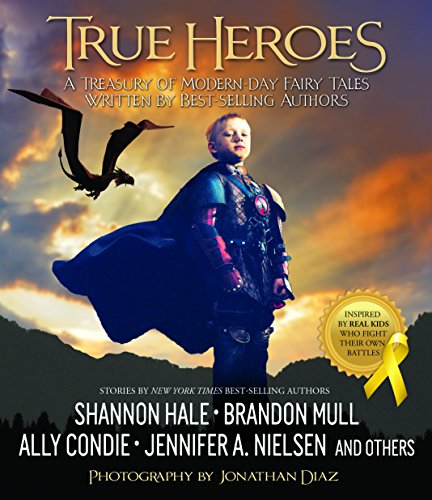 TRUE HEROES
A TREASURY OF MODERN-DAY FAIRY TALES
WRITTEN BY BEST-SELLING AUTHORS
INSPIRED
BY REAL KIDS
WHO FIGHT
THEIR OWN
BATTLES
STORIES BY NEW YORK TIMES BEST-SELLING AUTHORS
SHANNON HALE • BRANDON MULL
ALLY CONDIE • JENNIFER A. NIELSEN AND OTHERS
PHOTOGRAPHY BY JONATHAN DIAZ